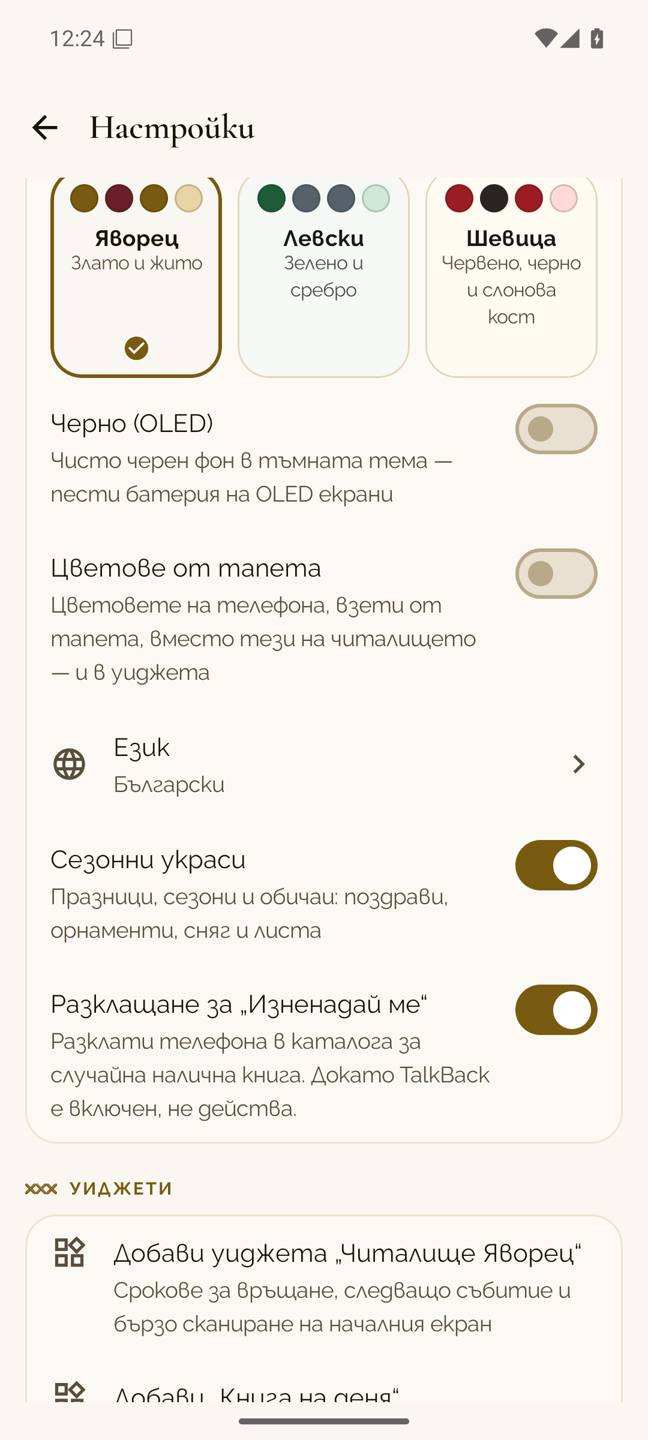 12:24
Настройки
Яворец
Злато и жито
Левски
Зелено и
сребро
Шевица
Червено, черно
и слонова
кост
Черно (OLED)
Чисто черен фон в тъмната тема —
пести батерия на OLED екрани
Цветове от тапета
Цветовете на телефона, взети от
тапета, вместо тези на читалището
— и в уиджета
Език
Български
Сезонни украси
Празници, сезони и обичаи: поздрави,
орнаменти, сняг и листа
Разклащане за „Изненадай ме“
Разклати телефона в каталога за
случайна налична книга. Докато TalkBack
е включен, не действа.
УИДЖЕТИ
Добави уиджета „Читалище Яворец“
Срокове за връщане, следващо събитие и
бързо сканиране на началния екран
Добави „Книга на деня“